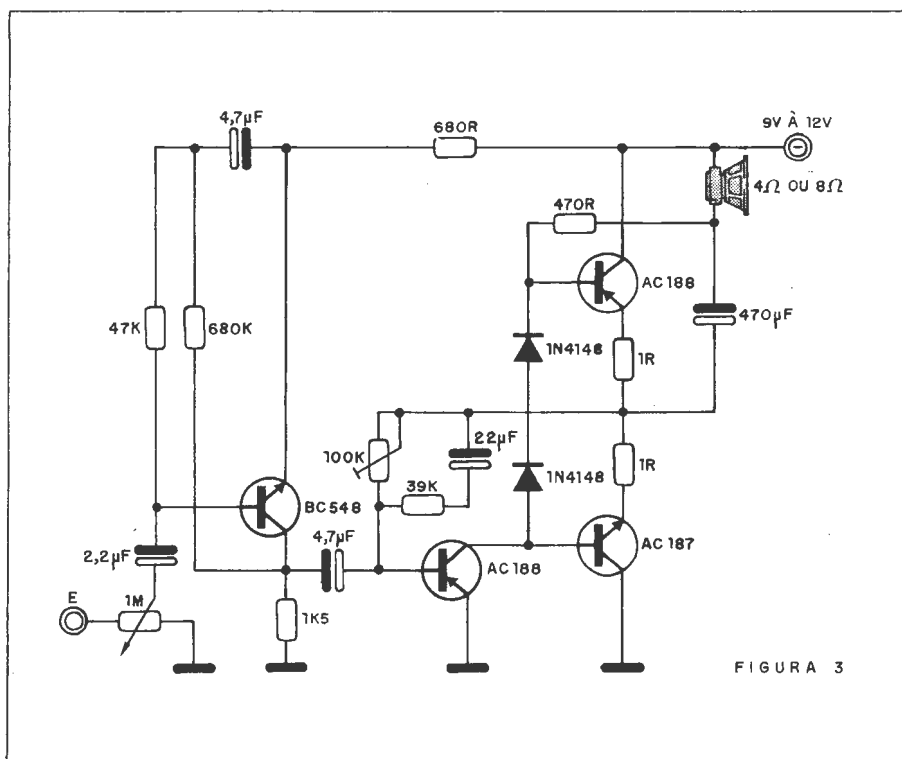 4,7µF
680R
9V À 12V
4Ω OU 8Ω
470R
AC188
47K
680K
470µF
1N4148
1R
22µF
100K
1R
1N4148
39K
BC548
4,7µF
2,2µF
AC188
AC187
E
1M
1K5
FIGURA 3